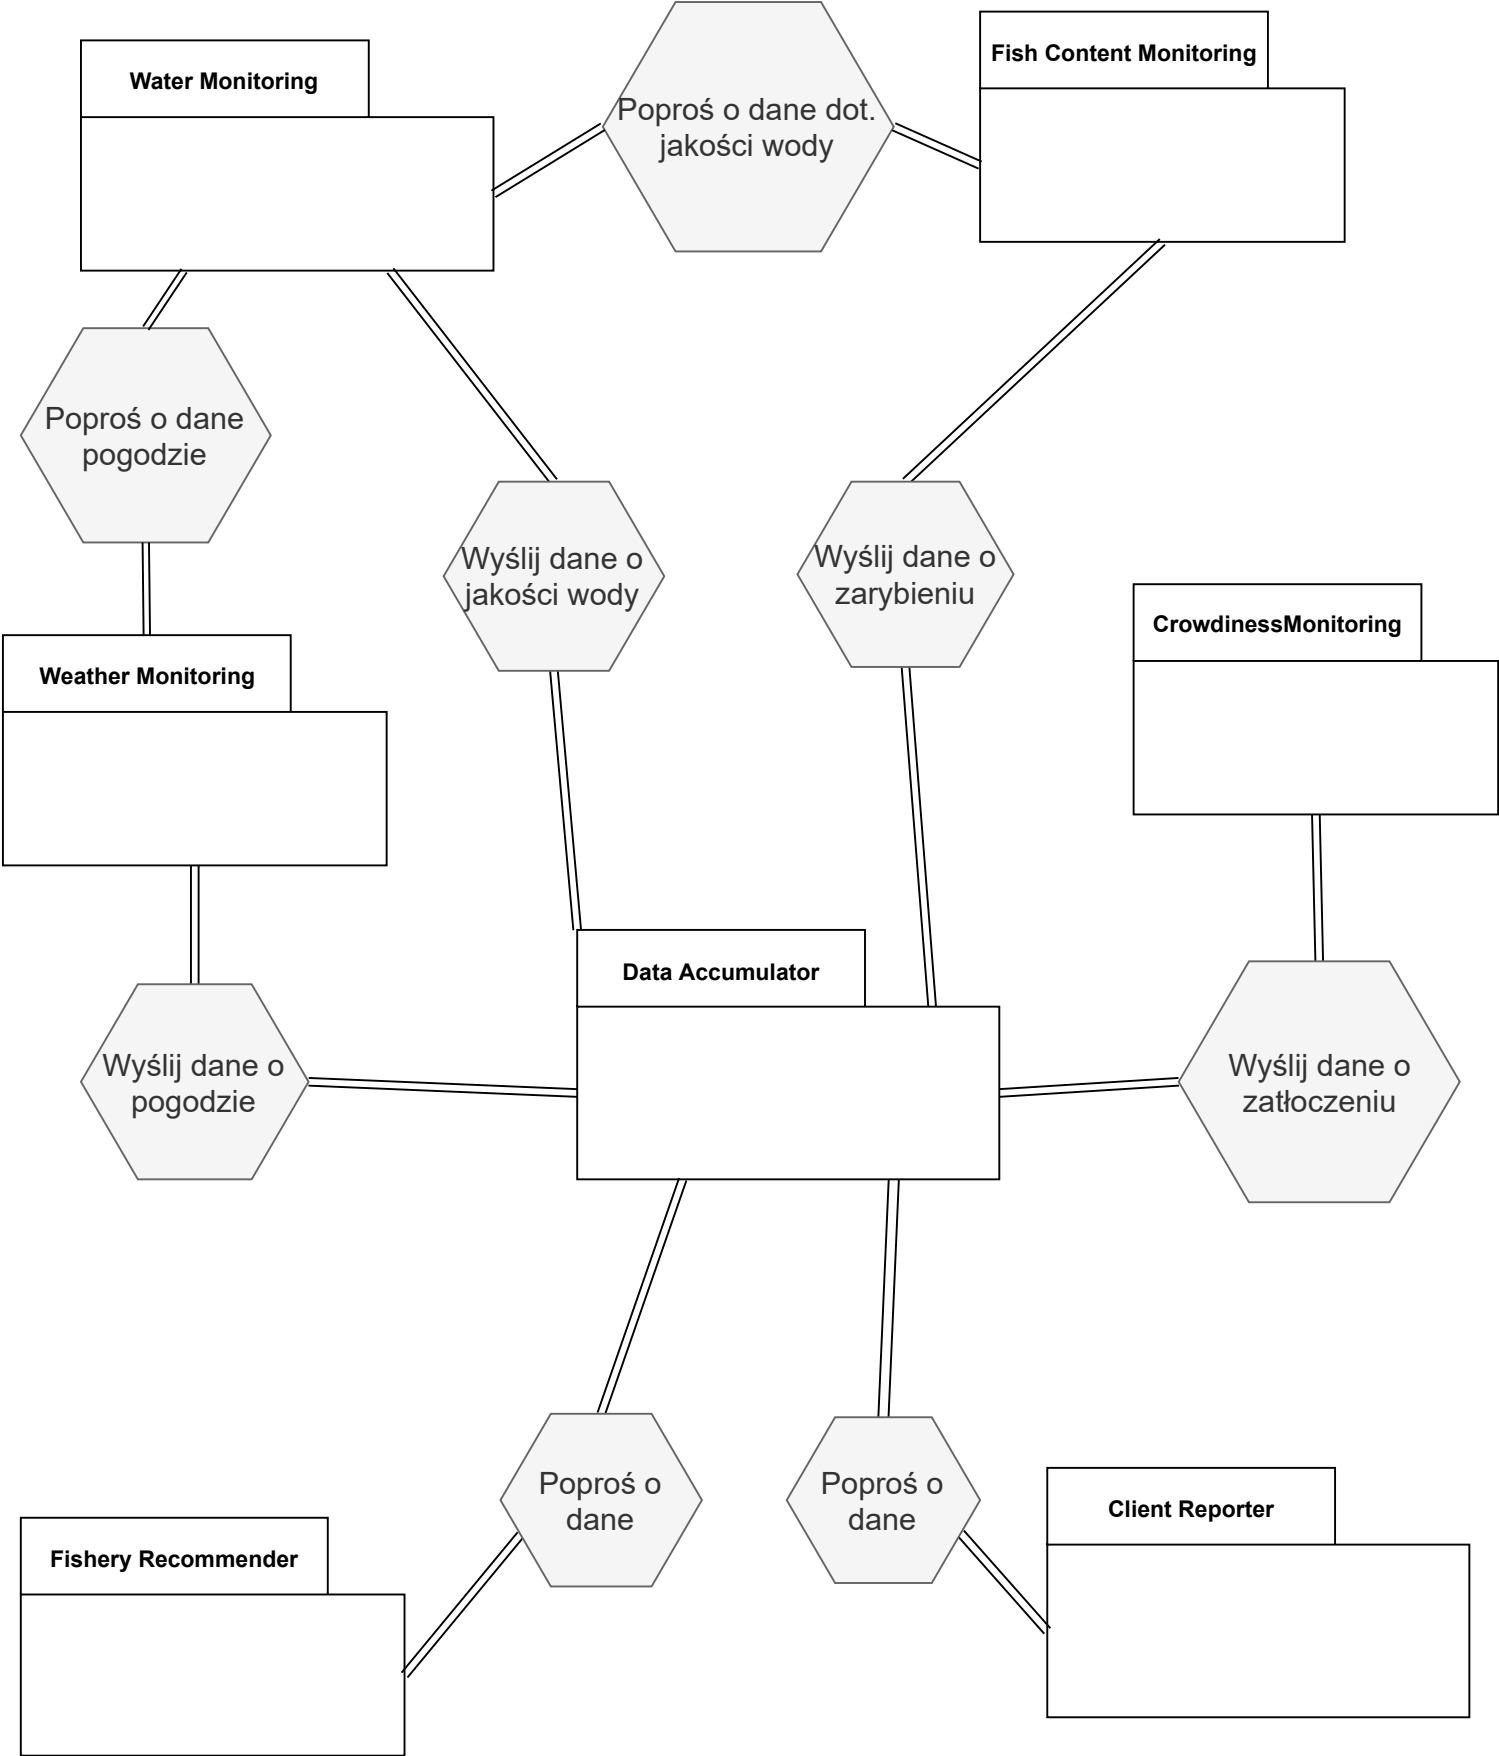 Water Monitoring
Poproś o dane dot.
jakości wody
Fish Content Monitoring
Poproś o dane
pogodzie
Wyślij dane o
jakości wody
Wyślij dane o
zarybieniu
CrowdinessMonitoring
Weather Monitoring
Data Accumulator
Wyślij dane o
pogodzie
Wyślij dane o
zatłoczeniu
Poproś o
dane
Poproś o
dane
Client Reporter
Fishery Recommender